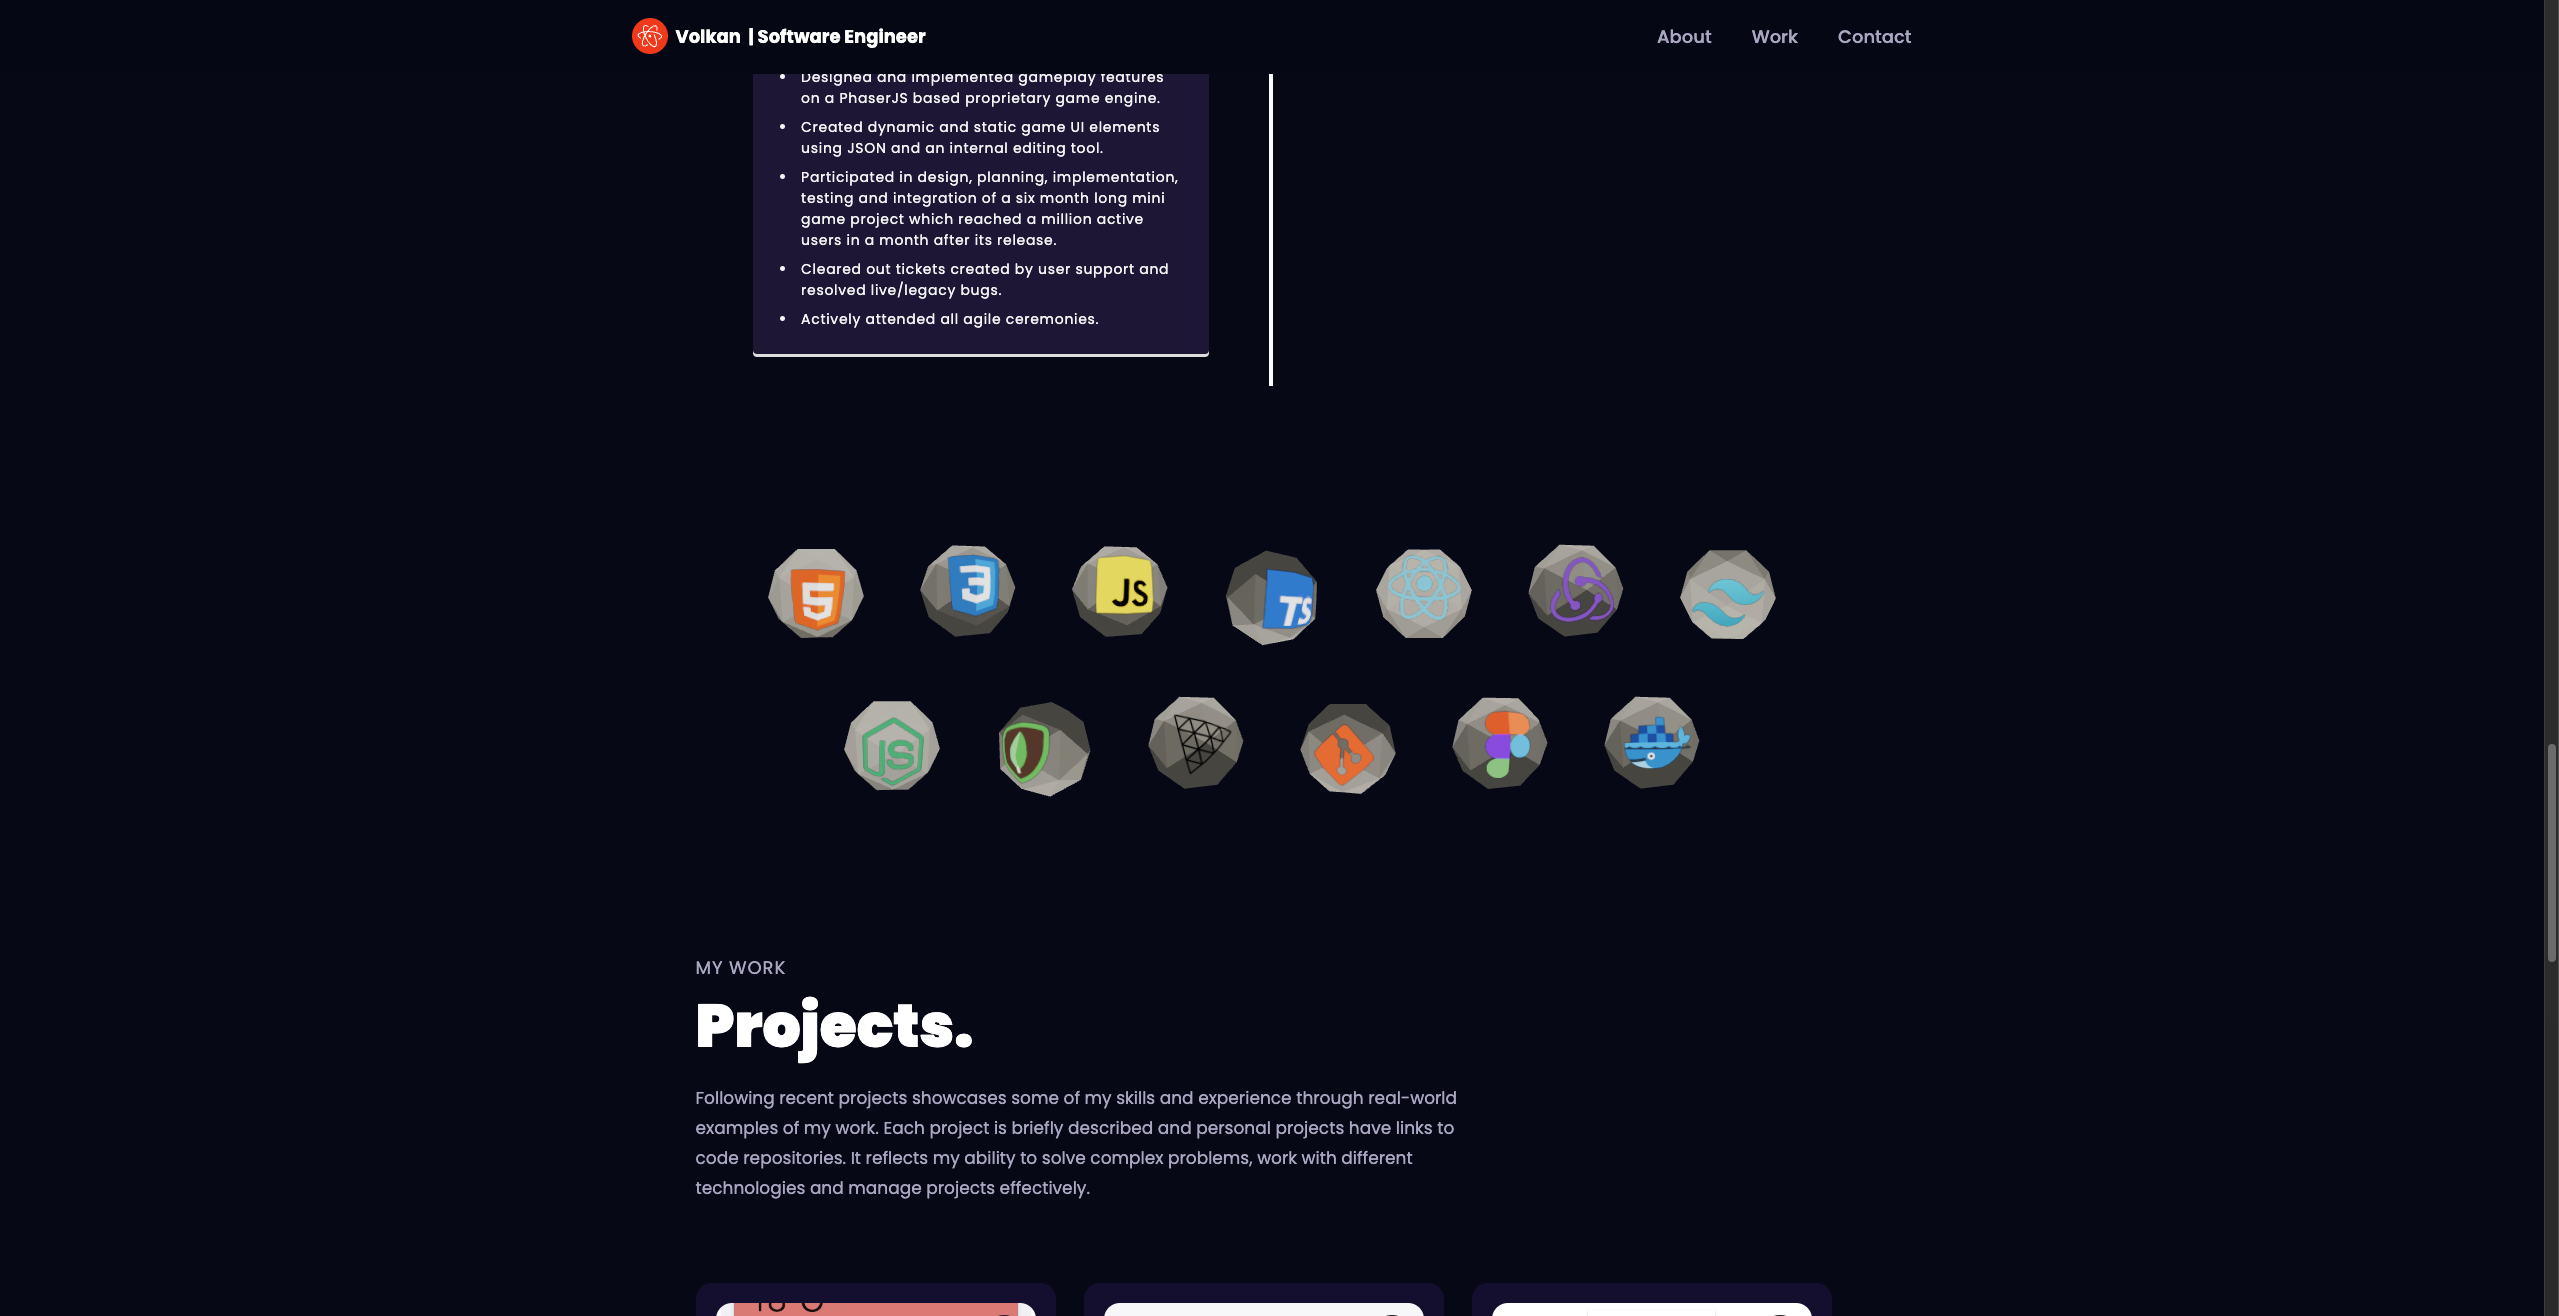 Volkan | Software Engineer
About Work Contact
Designed and implemented gameplay features
on a PhaserJS based proprietary game engine.
Created dynamic and static game UI elements
using JSON and an internal editing tool.
Participated in design, planning, implementation,
testing and integration of a six month long mini
game project which reached a million active
users in a month after its release.
Cleared out tickets created by user support and
resolved live/legacy bugs.
Actively attended all agile ceremonies.
5
3
JS
TS
JS
MY WORK
Projects.
Following recent projects showcases some of my skills and experience through real-world
examples of my work. Each project is briefly described and personal projects have links to
code repositories. It reflects my ability to solve complex problems, work with different
technologies and manage projects effectively.